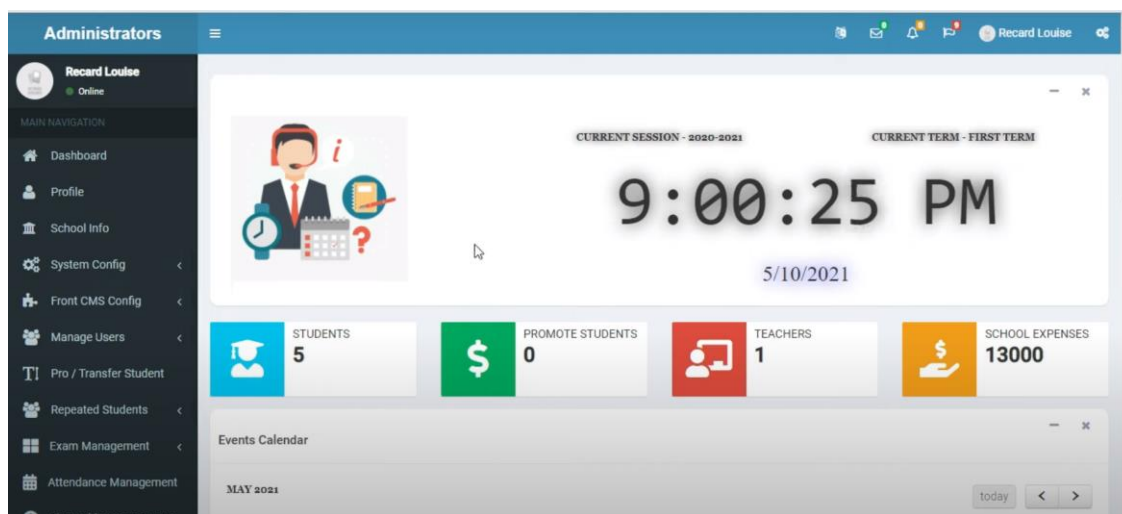 Administrators
Recard Louise
Recard Louise
Online
MAIN NAVIGATION
Dashboard
Profile
School Info
System Config
Front CMS Config
Manage Users
Pro / Transfer Student
Repeated Students
Exam Management
Attendance Management
CURRENT SESSION - 2020-2021
CURRENT TERM - FIRST TERM
9:00:25 PM
5/10/2021
STUDENTS
5
PROMOTE STUDENTS
0
TEACHERS
1
SCHOOL EXPENSES
13000
Events Calendar
MAY 2021
today